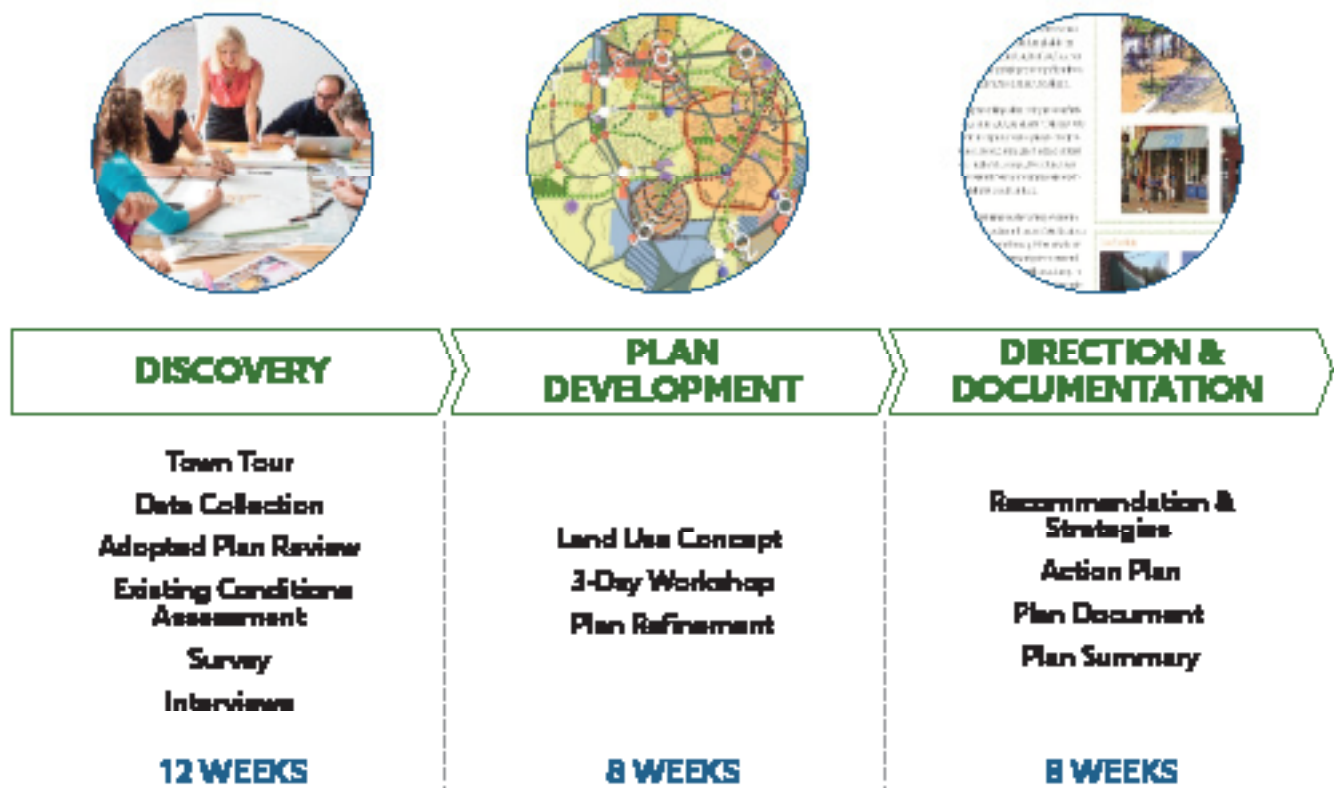 DISCOVERY
Town Tour
Data Collection
Adopted Plan Review
Existing Conditions
Assessment
Survey
Interviews
12 WEEKS
PLAN
DEVELOPMENT
Land Use Concept
3-Day Workshop
Plan Refinement
8 WEEKS
DIRECTION &
DOCUMENTATION
Recommendation &
Strategies
Action Plan
Plan Document
Plan Summary
8 WEEKS